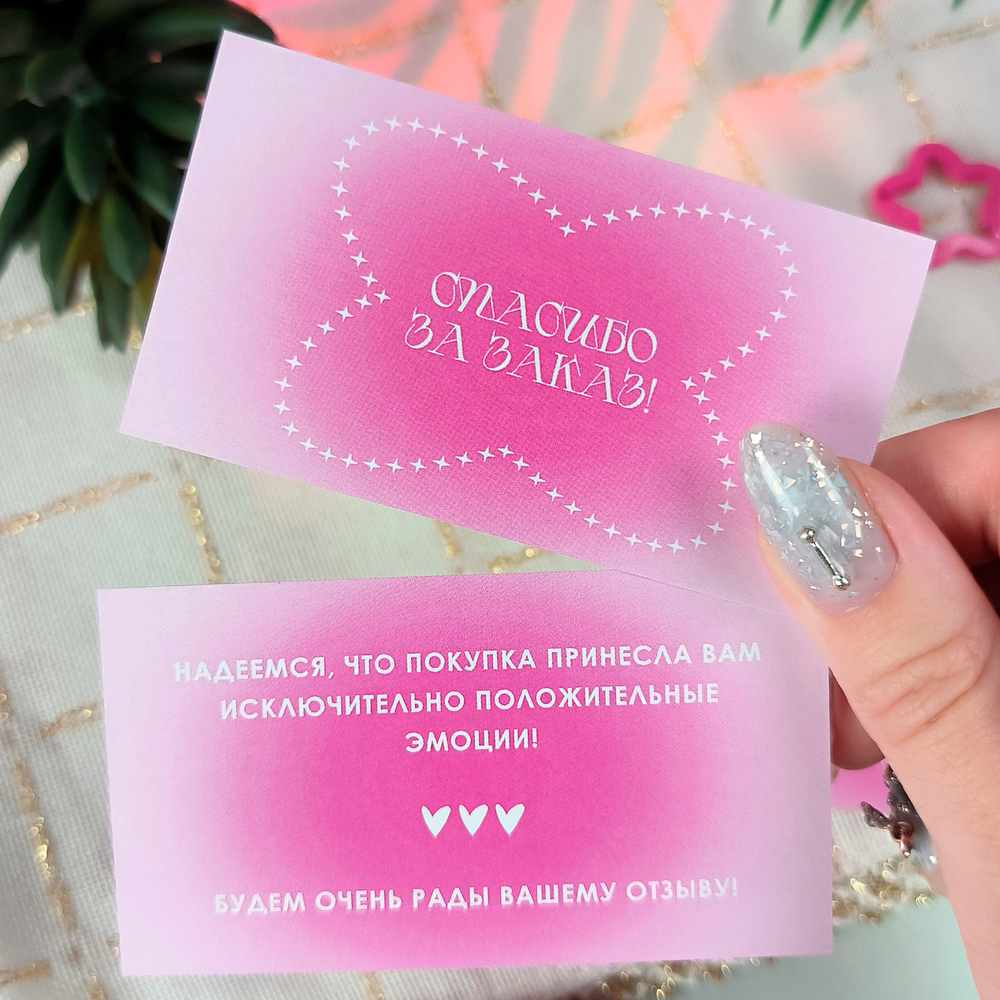 СПАСИБО
ЗА ЗАКАЗ!
НАДЕЕМСЯ, ЧТО ПОКУПКА ПРИНЕСЛА ВАМ
ИСКЛЮЧИТЕЛЬНО ПОЛОЖИТЕЛЬНЫЕ
ЭМОЦИИ!
БУДЕМ ОЧЕНЬ РАДЫ ВАШЕМУ ОТЗЫВУ!